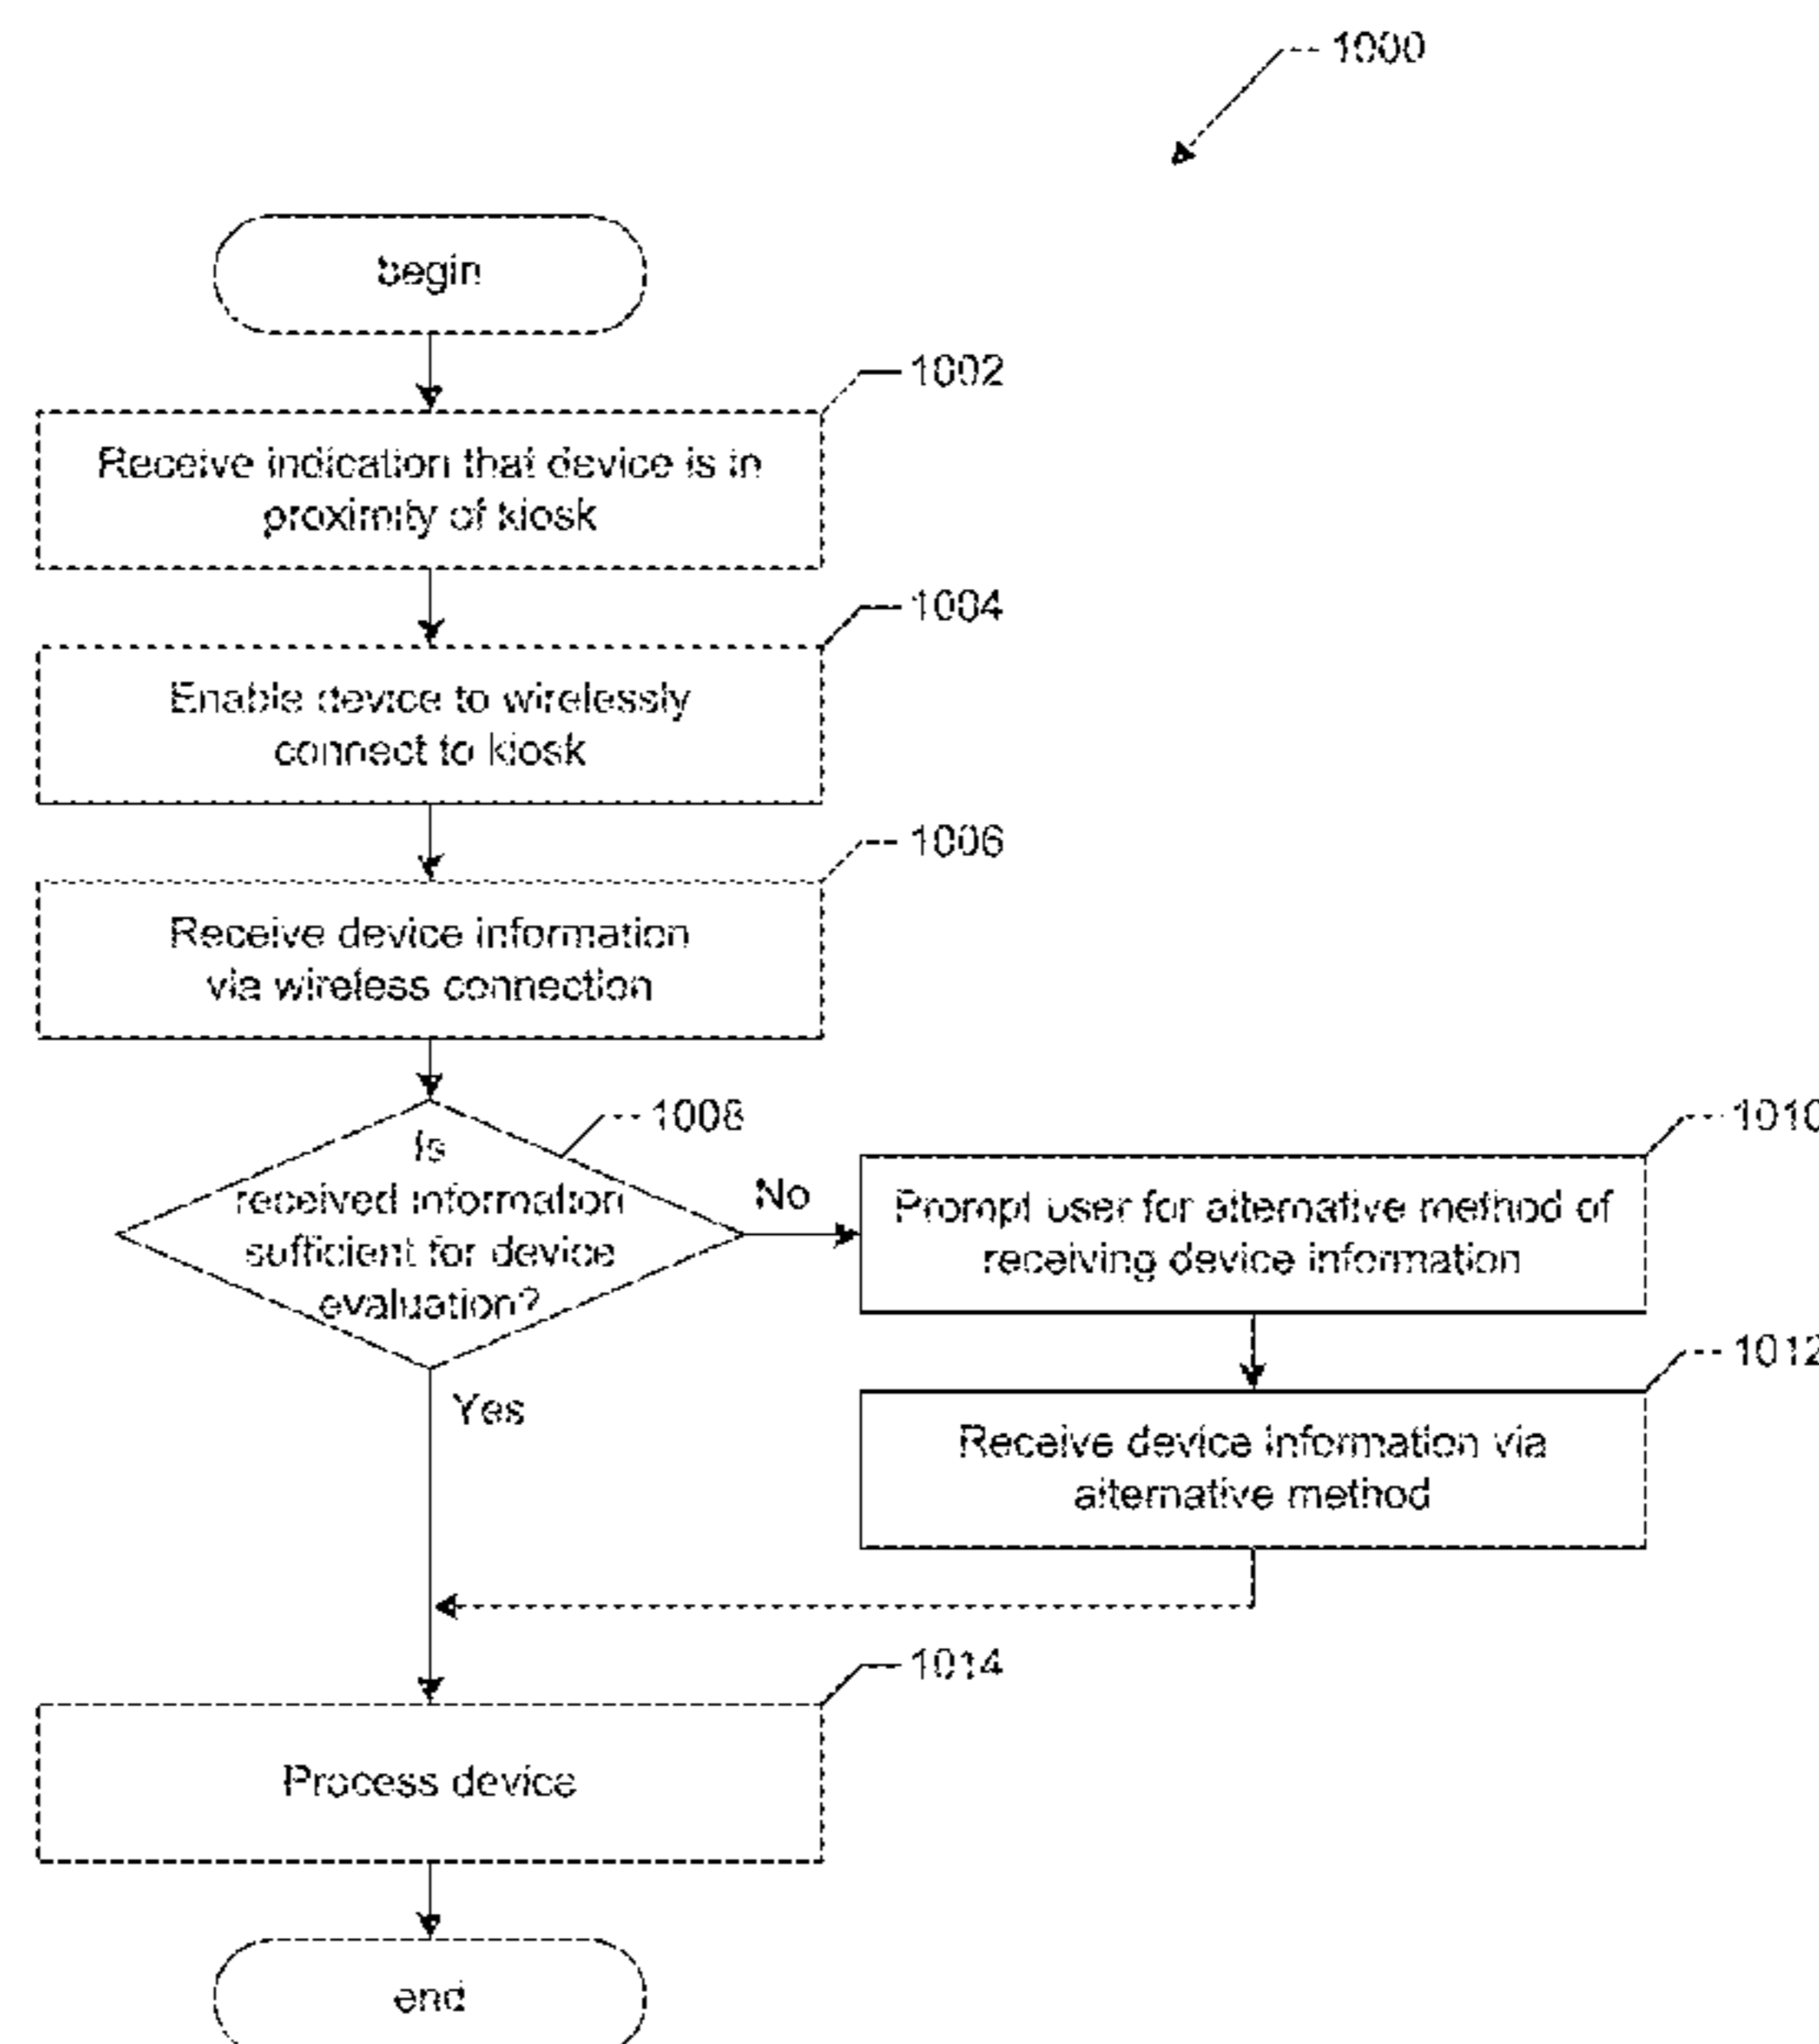 1000
begin
1002
Receive indication that device is in
proximity of kiosk
1004
Enable device to wirelessly
connect to kiosk
1006
Receive device information
via wireless connection
1008
Is
received information
sufficient for device
evaluation?
No
1010
Prompt user for alternative method of
receiving device information
Yes
1012
Receive device information via
alternative method
1014
Process device
end